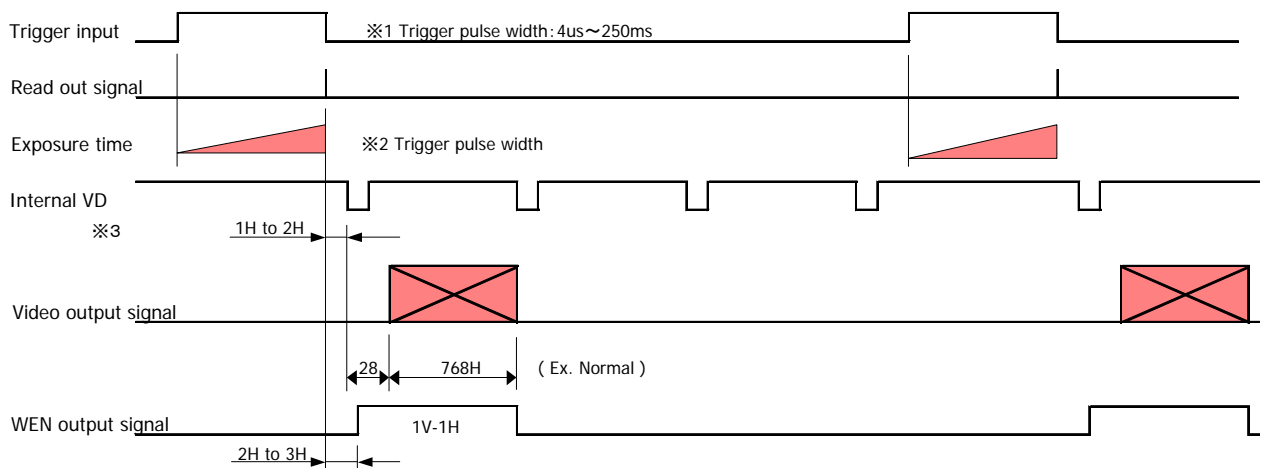 Trigger input
※1 Trigger pulse width:4us～250ms
Read out signal
Exposure time
※2 Trigger pulse width
Internal VD
※3
1H to 2H
Video output signal
28
768H
( Ex. Normal )
WEN output signal
1V-1H
2H to 3H